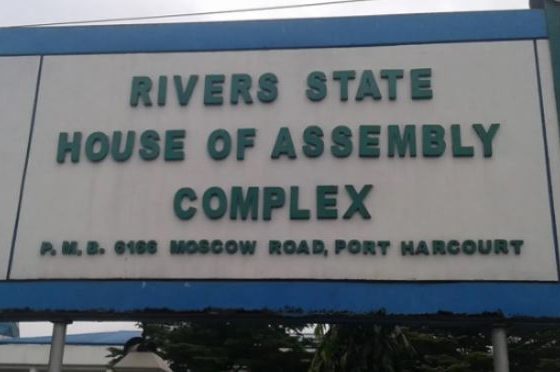 RIVERS STATE
HOUSE OF ASSEMBLY
COMPLEX
P. M. B. 6166 MOSCOW ROAD, PORT HARCOURT